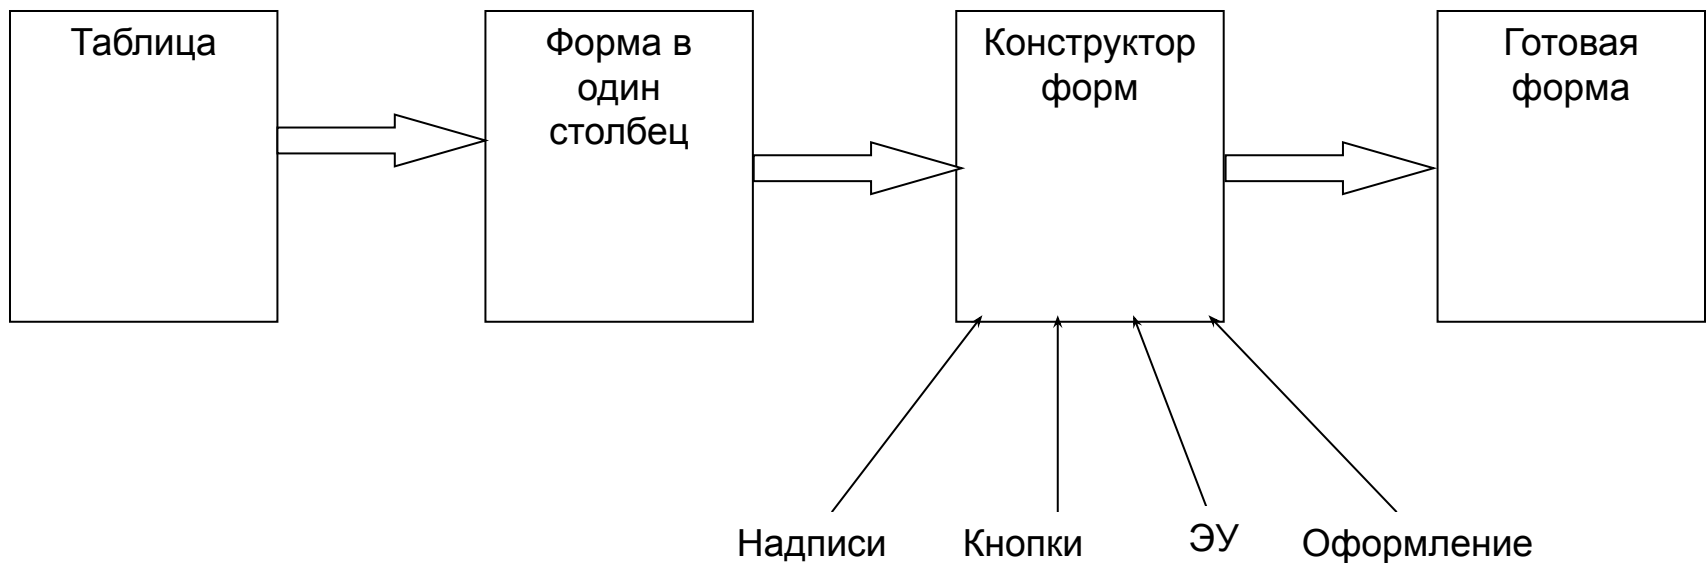 Таблица
Форма в
один
столбец
Конструктор
форм
Готовая
форма
Надписи
Кнопки
ЭУ
Оформление